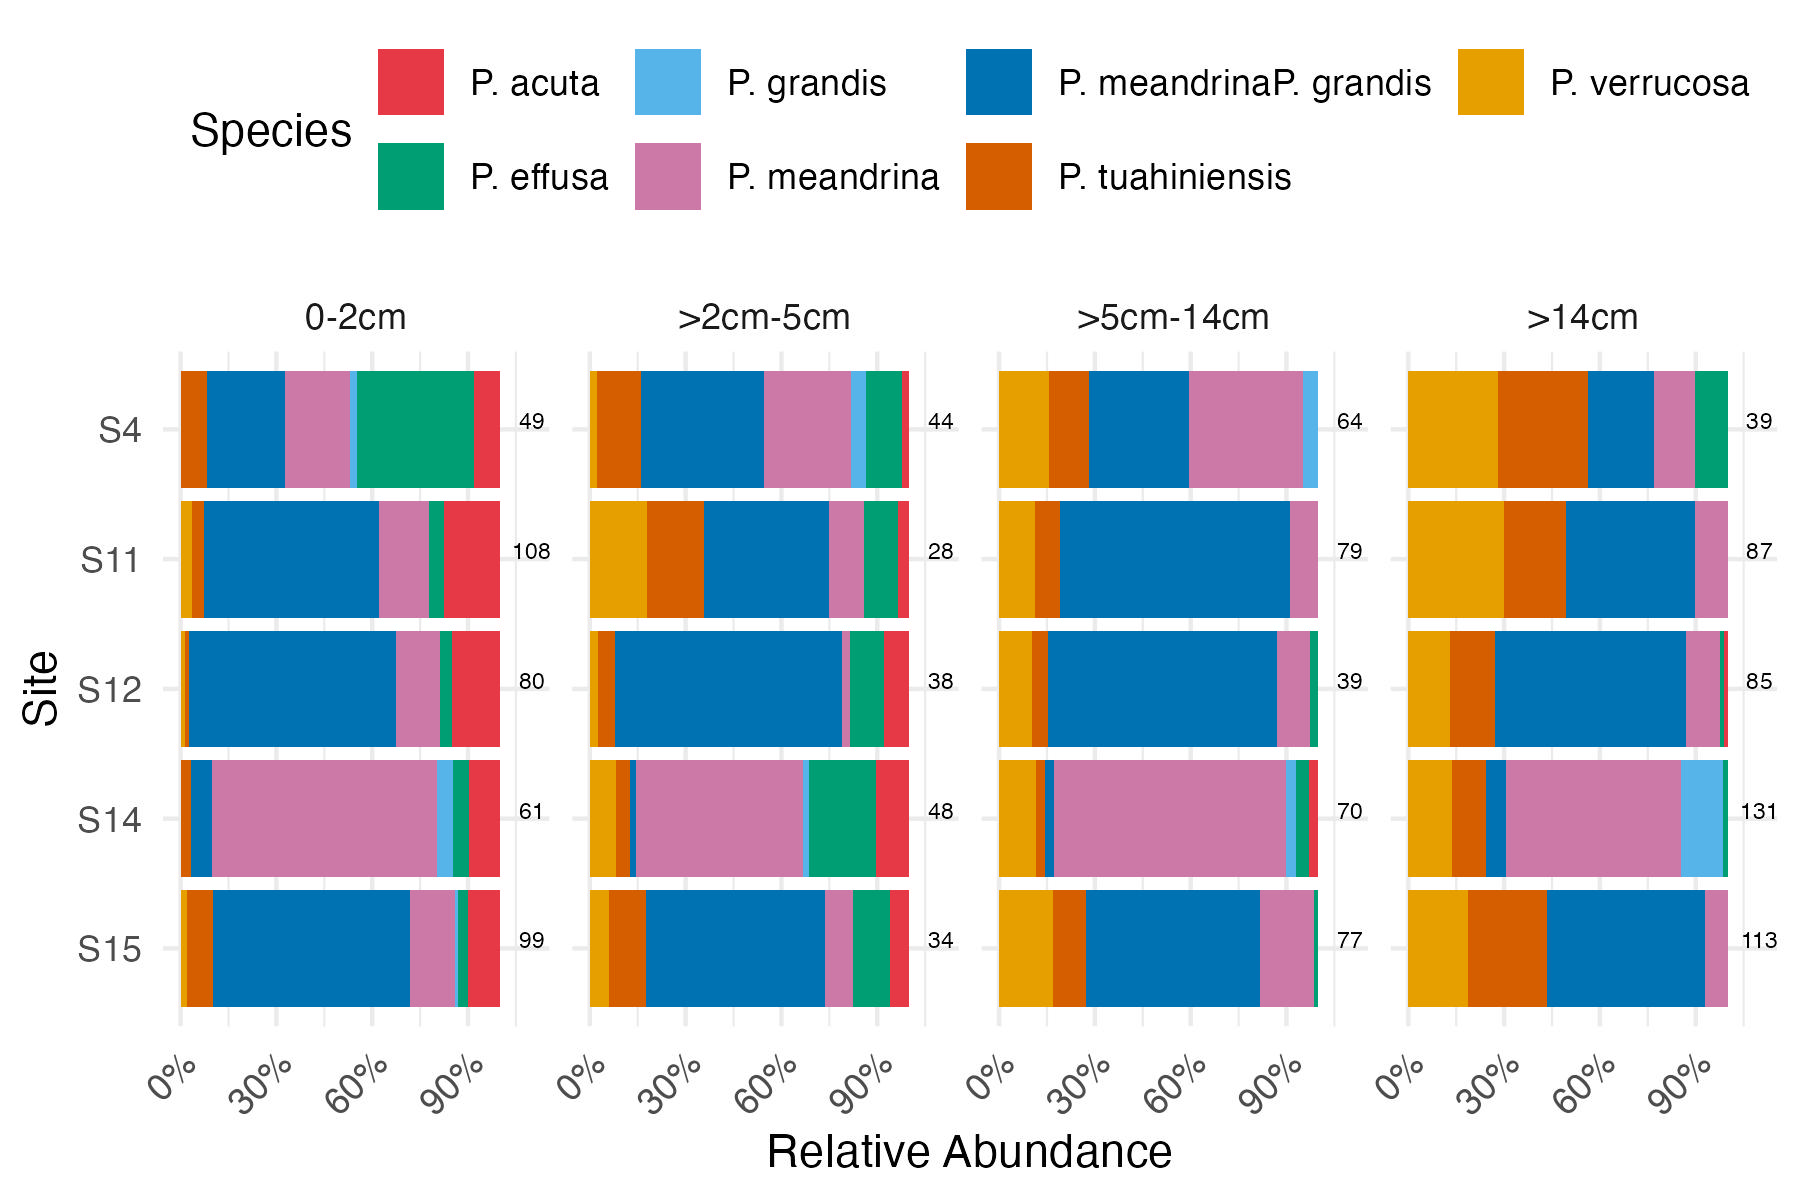 Species
P. acuta
P. grandis
P. meandrinaP. grandis
P. verrucosa
P. effusa
P. meandrina
P. tuahiniensis
0-2cm
>2cm-5cm
>5cm-14cm
>14cm
Site
S4
49
44
64
39
S11
108
28
79
87
S12
80
38
39
85
S14
61
48
70
131
S15
99
34
77
113
0% 30% 60% 90%
0% 30% 60% 90%
0% 30% 60% 90%
0% 30% 60% 90%
Relative Abundance